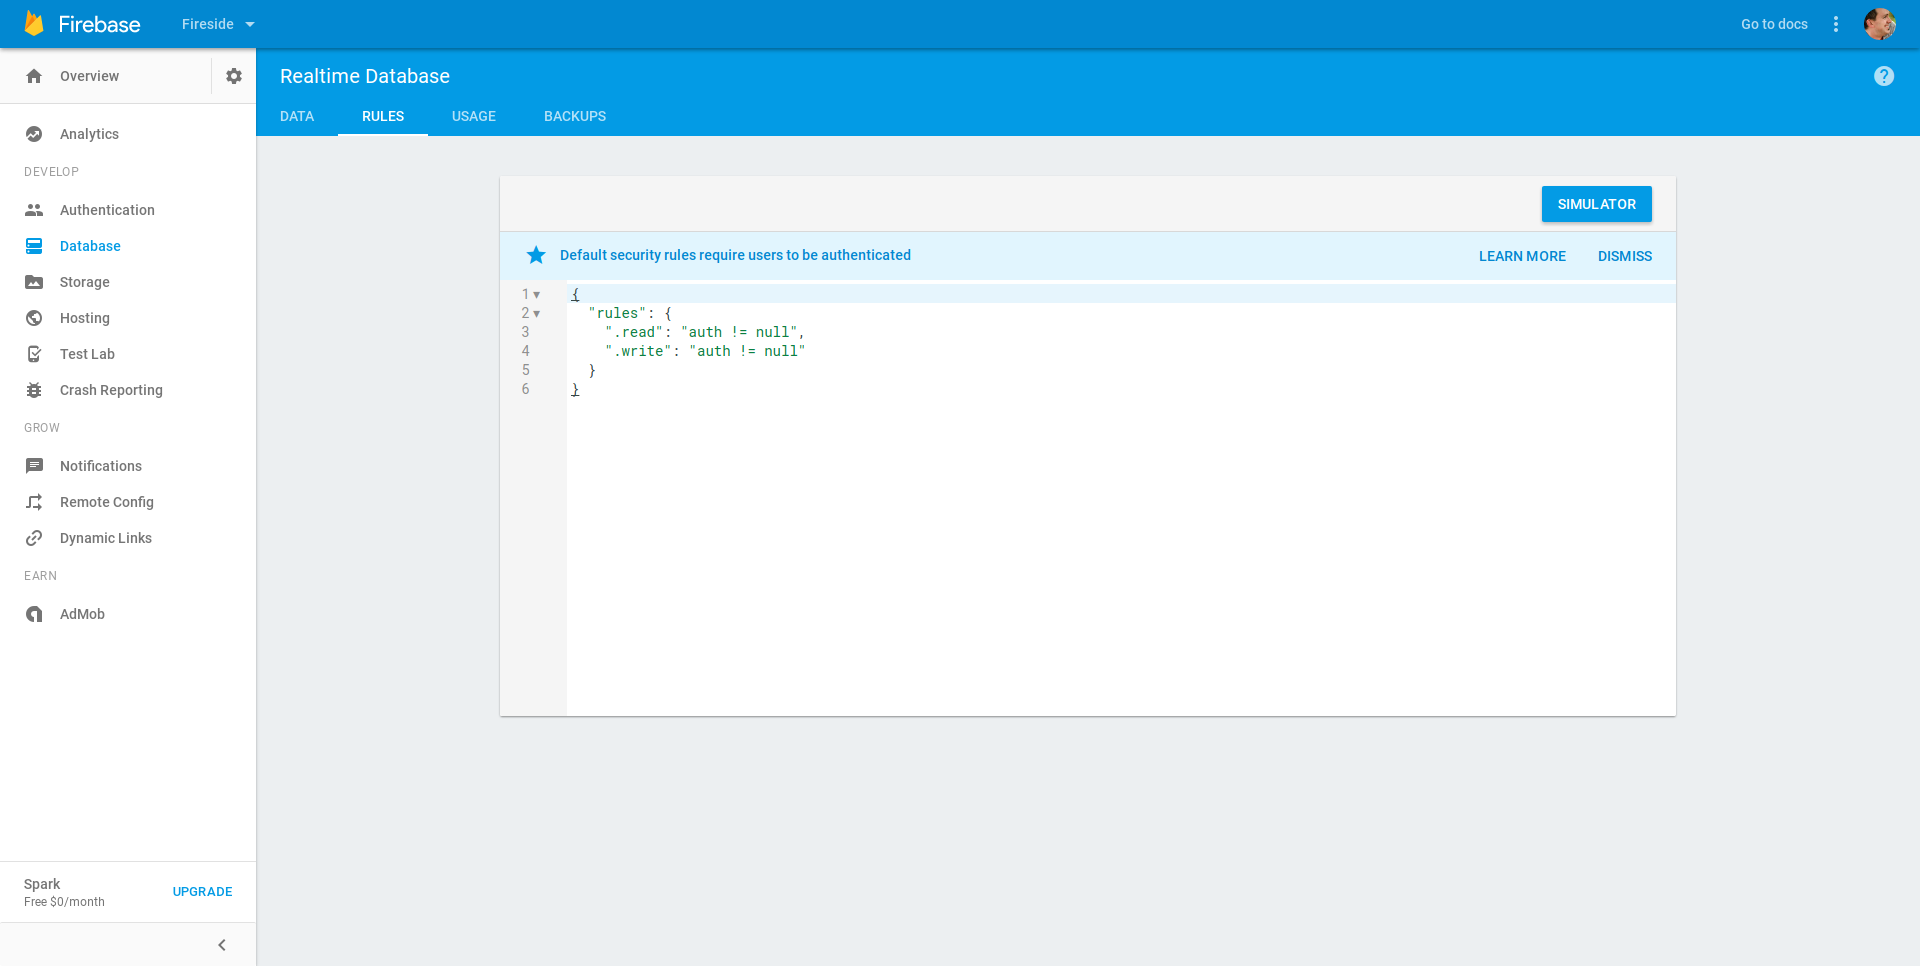 Firebase
Fireside
Go to docs
Overview
Analytics
DEVELOP
Authentication
Database
Storage
Hosting
Test Lab
Crash Reporting
GROW
Notifications
Remote Config
Dynamic Links
EARN
AdMob
Spark
Free $0/month
UPGRADE
Realtime Database
?
DATA RULES USAGE BACKUPS
SIMULATOR
Default security rules require users to be authenticated
LEARN MORE DISMISS
1 {
2 "rules": {
3 ".read": "auth != null",
4 ".write": "auth != null"
5 }
6 }